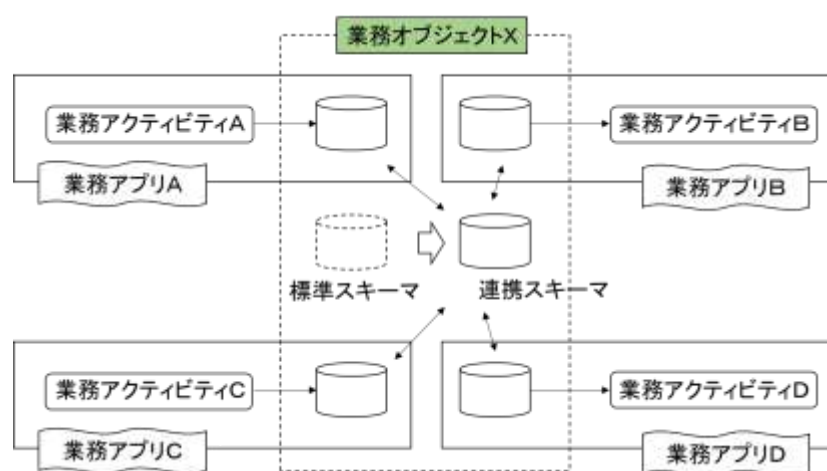 業務オブジェクトX
業務アクティビティA
業務アクティビティB
業務アプリA
業務アプリB
標準スキーマ
連携スキーマ
業務アクティビティC
業務アクティビティD
業務アプリC
業務アプリD